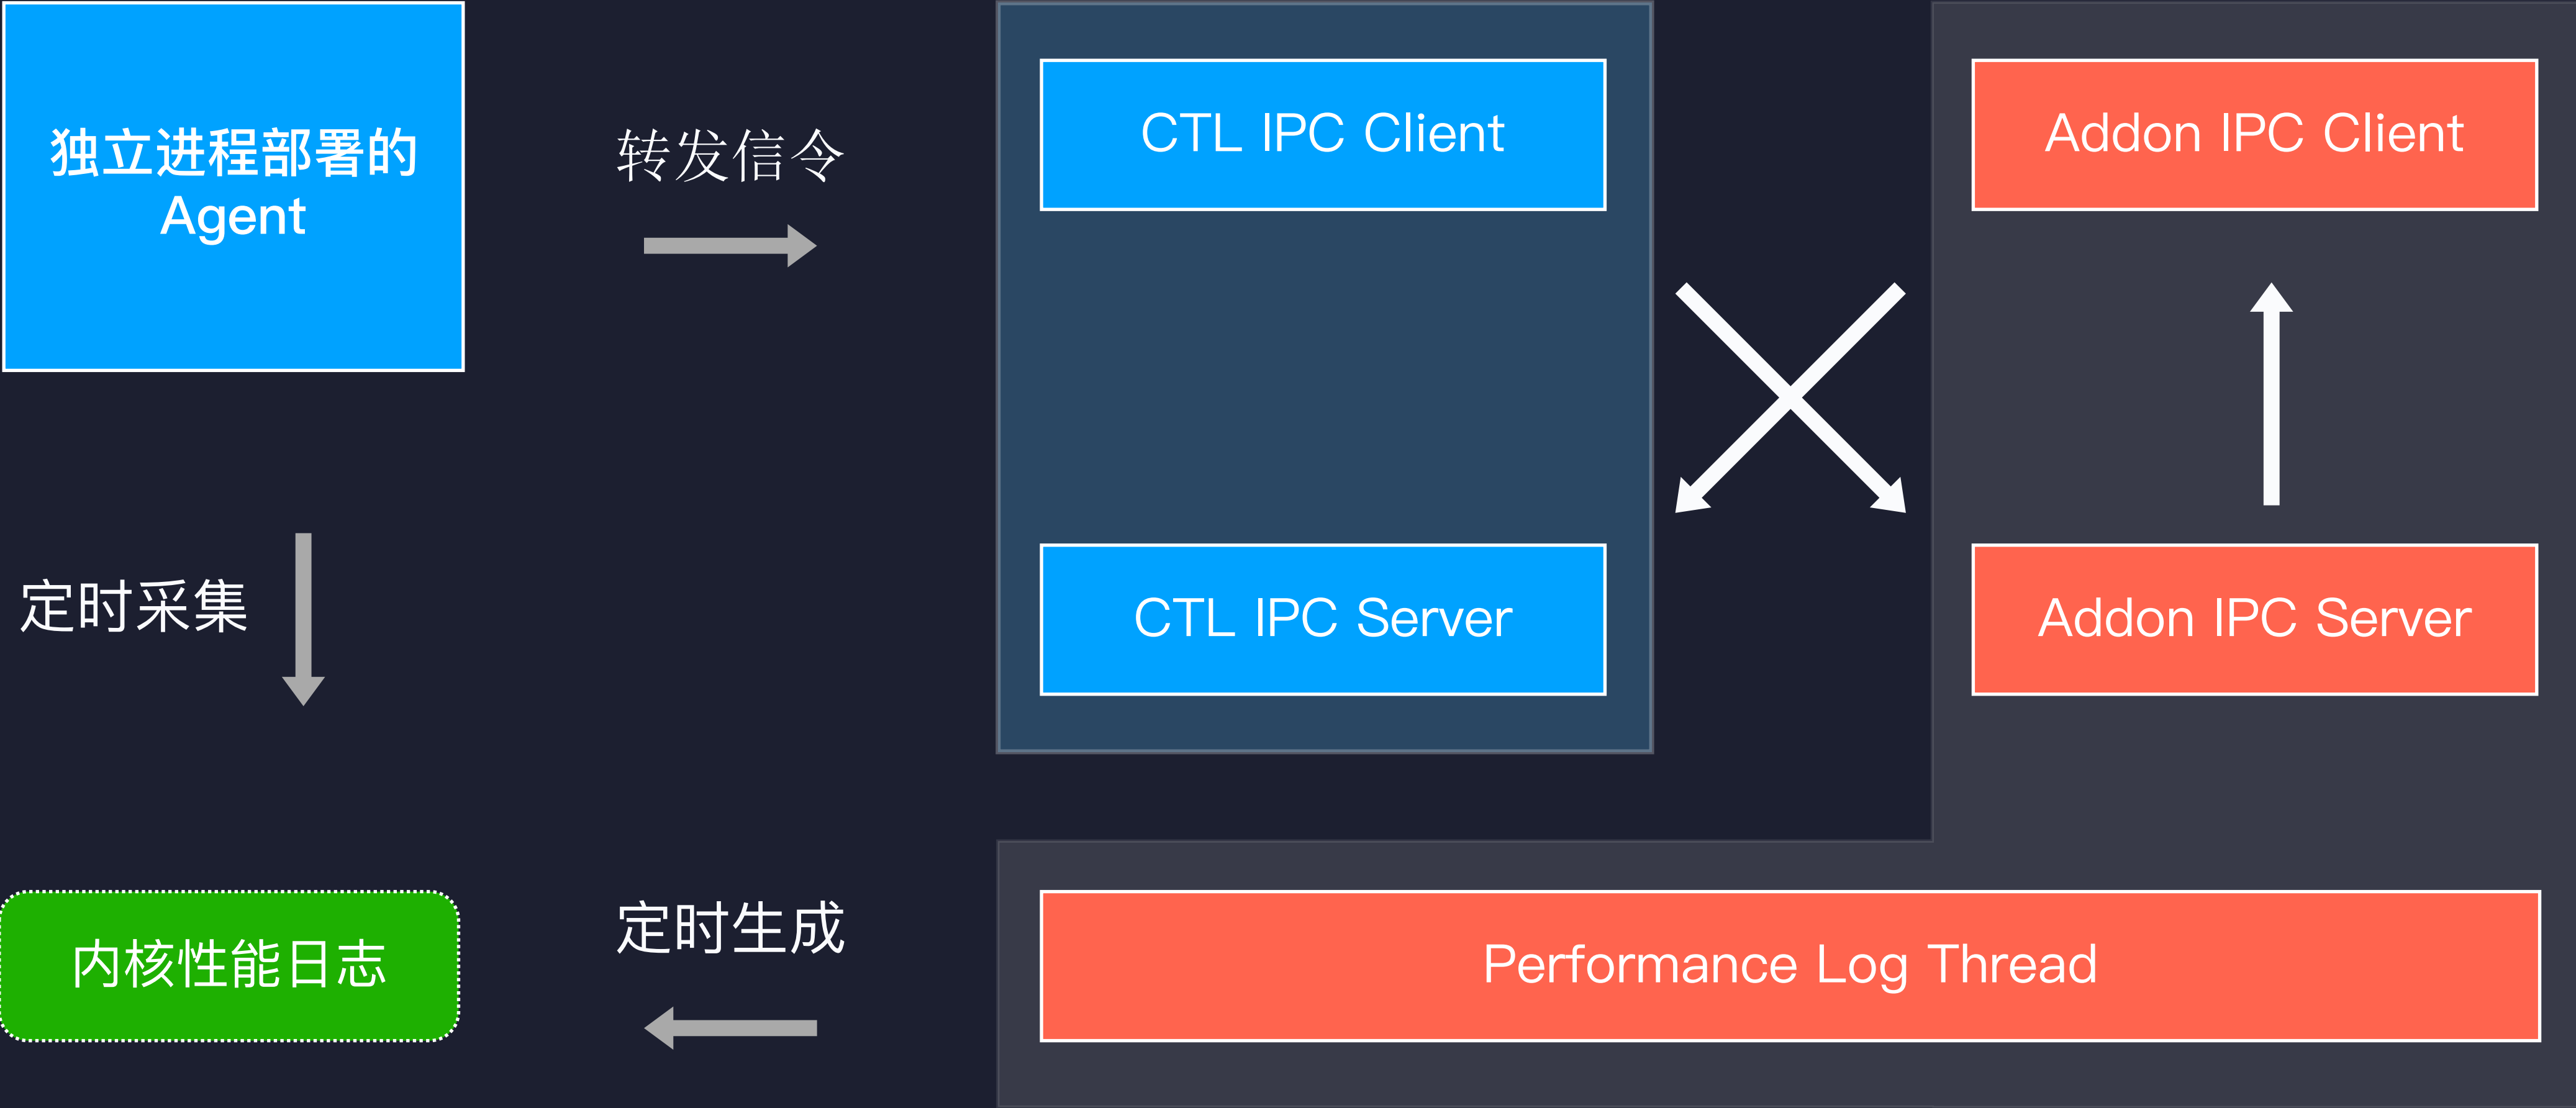 独立进程部署的
Agent
转发信令
CTL IPC Client
Addon IPC Client
定时采集
CTL IPC Server
Addon IPC Server
内核性能日志
定时生成
Performance Log Thread